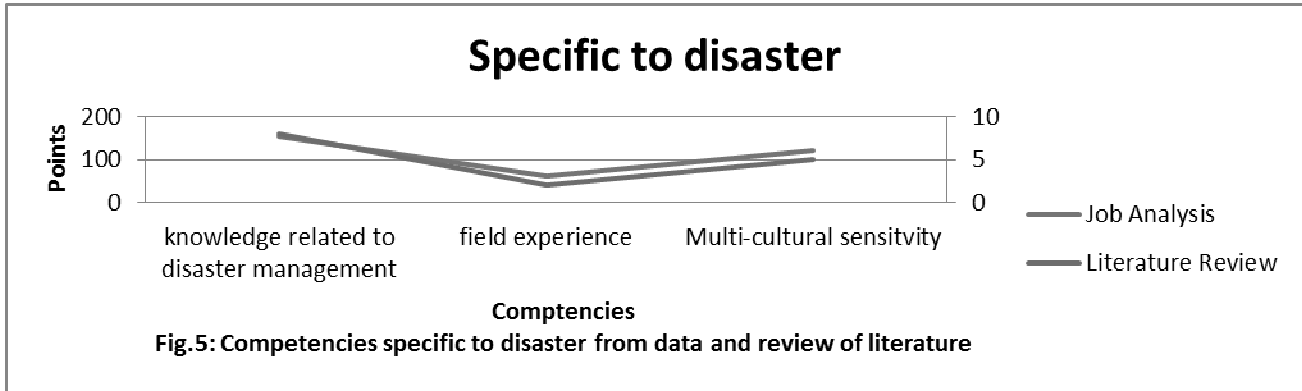 Specific to disaster
Points
200
100
0
10
5
0
knowledge related to
disaster management
field experience
Multi-cultural sensitvity
Job Analysis
Literature Review
Comptencies
Fig.5: Competencies specific to disaster from data and review of literature